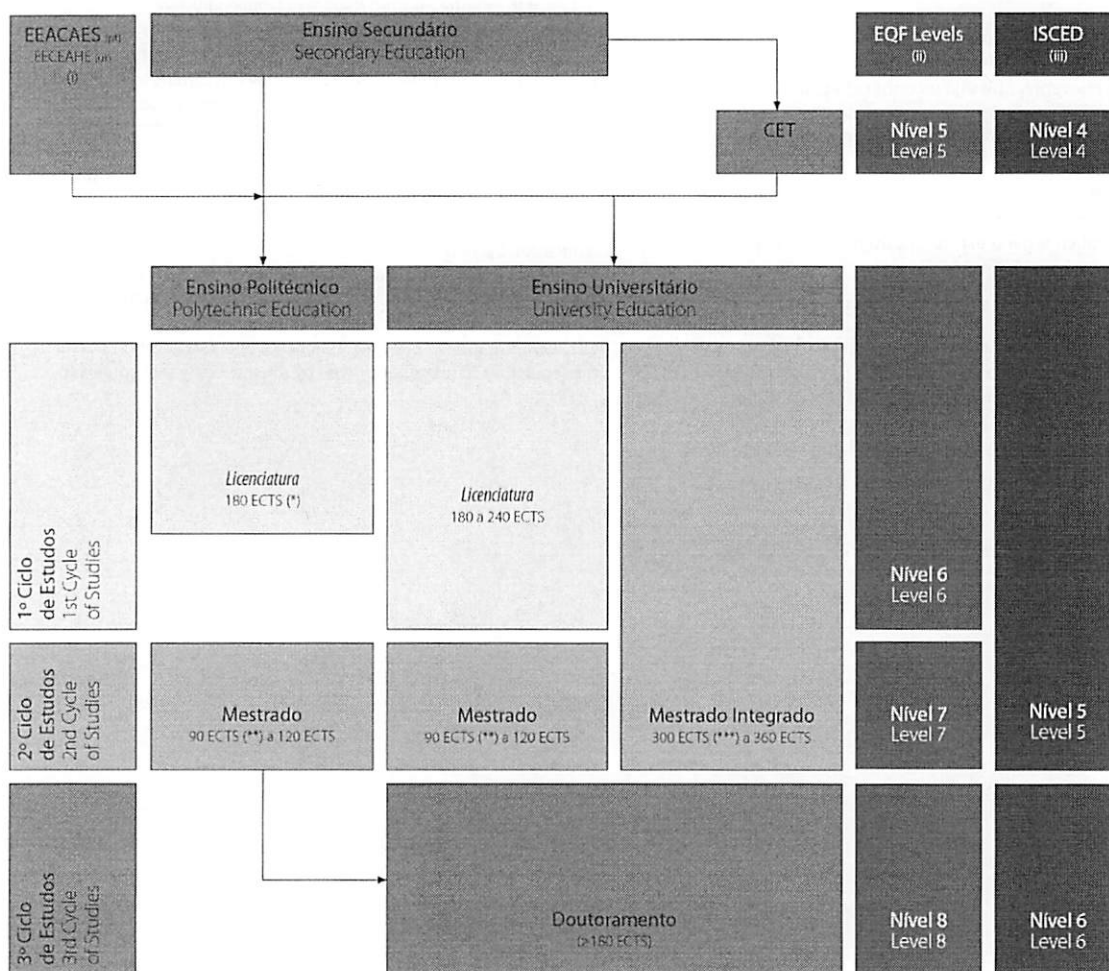 EEACAES (pt)
EECEAHE (uk)
(i)
Ensino Secundário
Secondary Education
EQF Levels
(ii)
ISCED
(iii)
CET
Nível 5
Level 5
Nível 4
Level 4
Ensino Politécnico
Polytechnic Education
Ensino Universitário
University Education
1º Ciclo
de Estudos
1st Cycle
of Studies
Licenciatura
180 ECTS (*)
Licenciatura
180 a 240 ECTS
Nível 6
Level 6
2º Ciclo
de Estudos
2nd Cycle
of Studies
Mestrado
90 ECTS (**) a 120 ECTS
Mestrado
90 ECTS (**) a 120 ECTS
Mestrado Integrado
300 ECTS (***) a 360 ECTS
Nível 7
Level 7
Nível 5
Level 5
3º Ciclo
de Estudos
3rd Cycle
of Studies
Doutoramento
(≥180 ECTS)
Nível 8
Level 8
Nível 6
Level 6